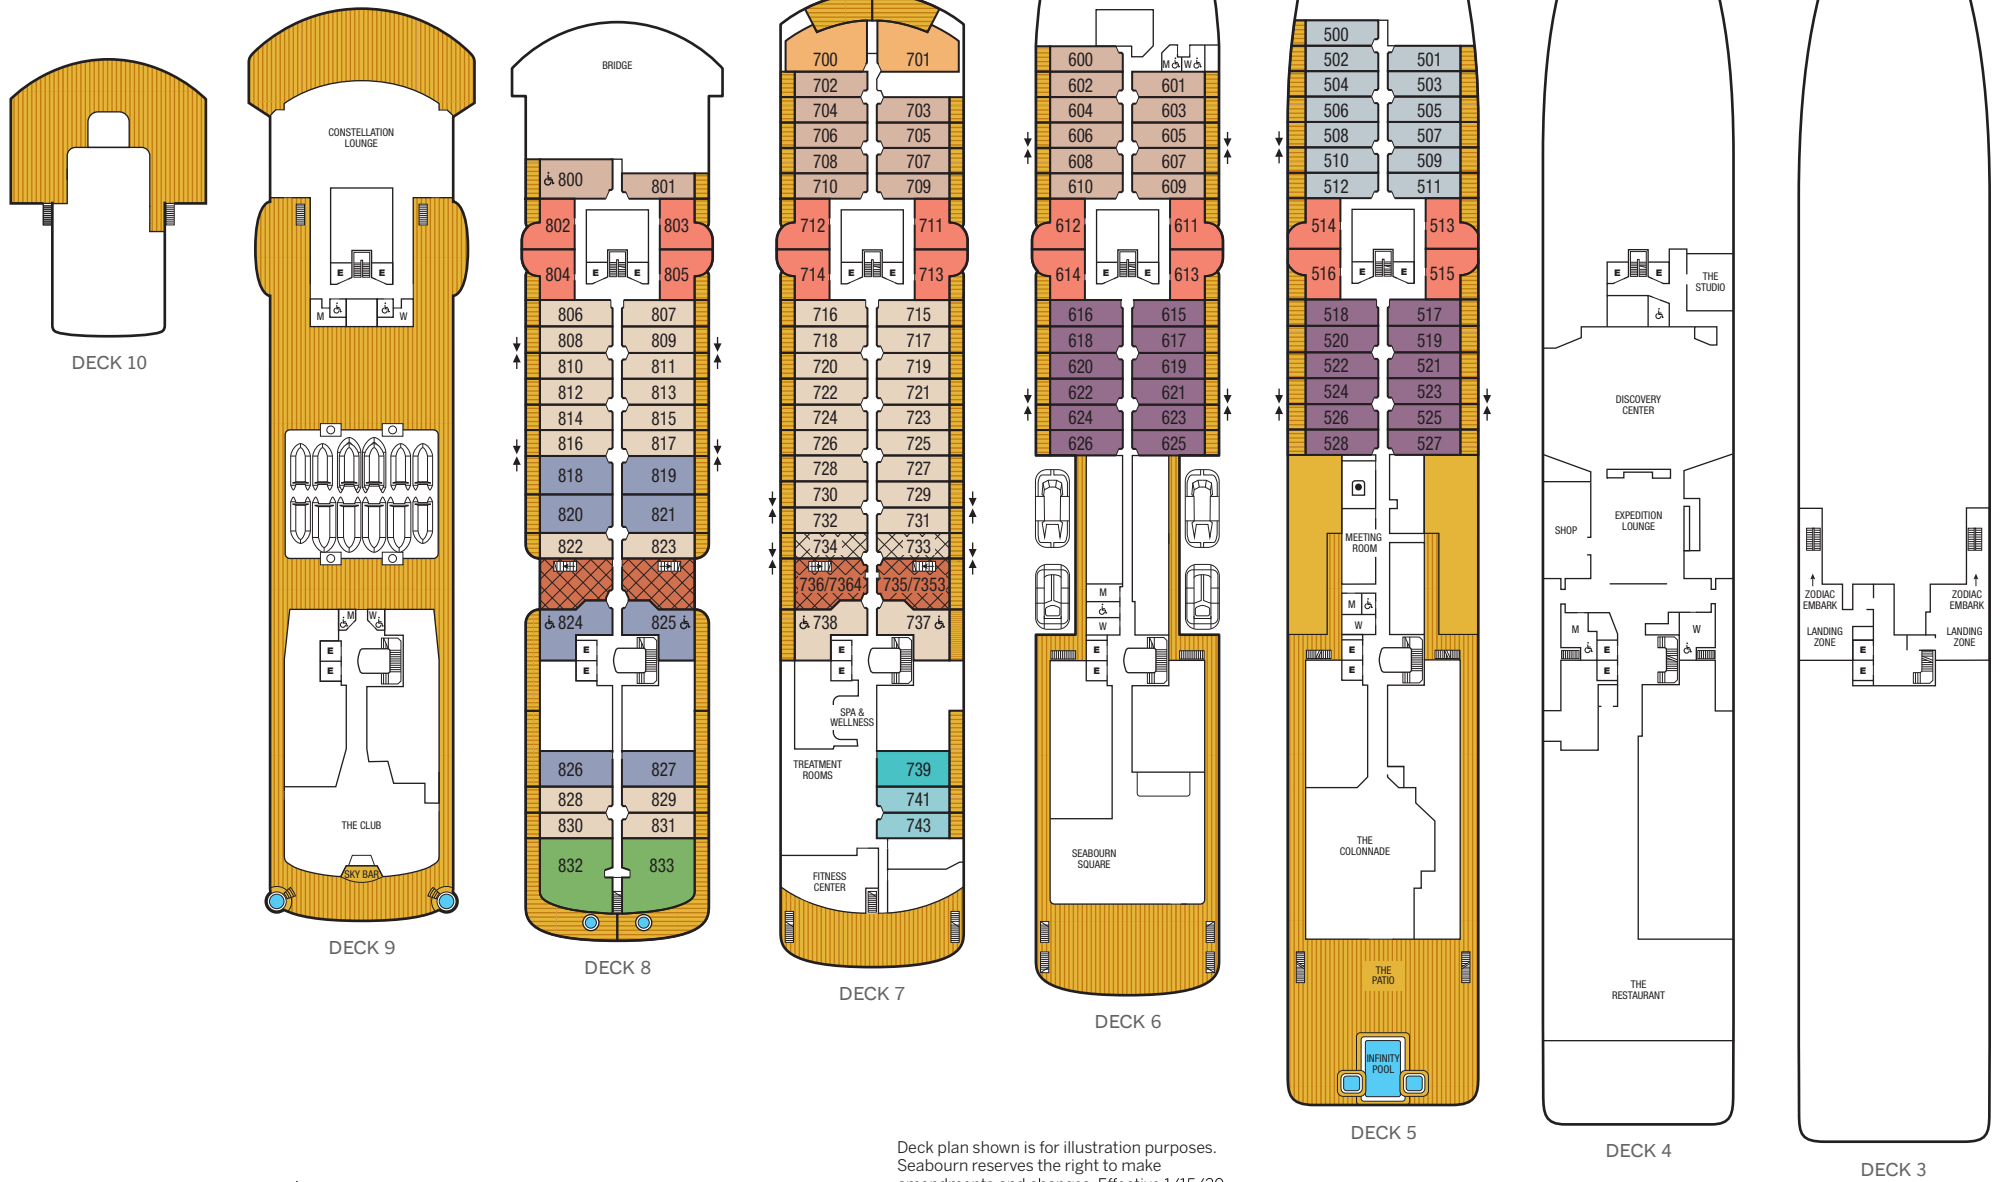 DECK 10
CONSTELLATION
LOUNGE
E E
M W
M W
E
E
THE CLUB
SKY BAR
DECK 9
BRIDGE
800 801
802 803
804 805
E E
806 807
808 809
810 811
812 813
814 815
816 817
818 819
820 821
822 823
824 825
E
E
826 827
828 829
830 831
832 833
DECK 8
700 701
702
704 703
706 705
708 707
710 709
712 711
714 713
E E
716 715
718 717
720 719
722 721
724 723
726 725
728 727
730 729
732 731
734 733
736/7364 735/7353
738 737
E
E
SPA &
WELLNESS
TREATMENT
ROOMS
739
741
743
FITNESS
CENTER
DECK 7
M W
600
602 601
604 603
606 605
608 607
610 609
612 611
614 613
E E
616 615
618 617
620 619
622 621
624 623
626 625
M
W
E
E
SEABOURN
SQUARE
DECK 6
500
502 501
504 503
506 505
508 507
510 509
512 511
514 513
516 515
E E
518 517
520 519
522 521
524 523
526 525
528 527
MEETING
ROOM
M
W
E
E
THE
COLONNADE
THE
PATIO
INFINITY
POOL
DECK 5
E E
THE
STUDIO
DISCOVERY
CENTER
SHOP
EXPEDITION
LOUNGE
M W
E
E
THE
RESTAURANT
DECK 4
ZODIAC
EMBARK
LANDING
ZONE
ZODIAC
EMBARK
LANDING
ZONE
E
E
DECK 3
Deck plan shown is for illustration purposes.
Seabourn reserves the right to make
amendments and changes. Effective 1/15/20